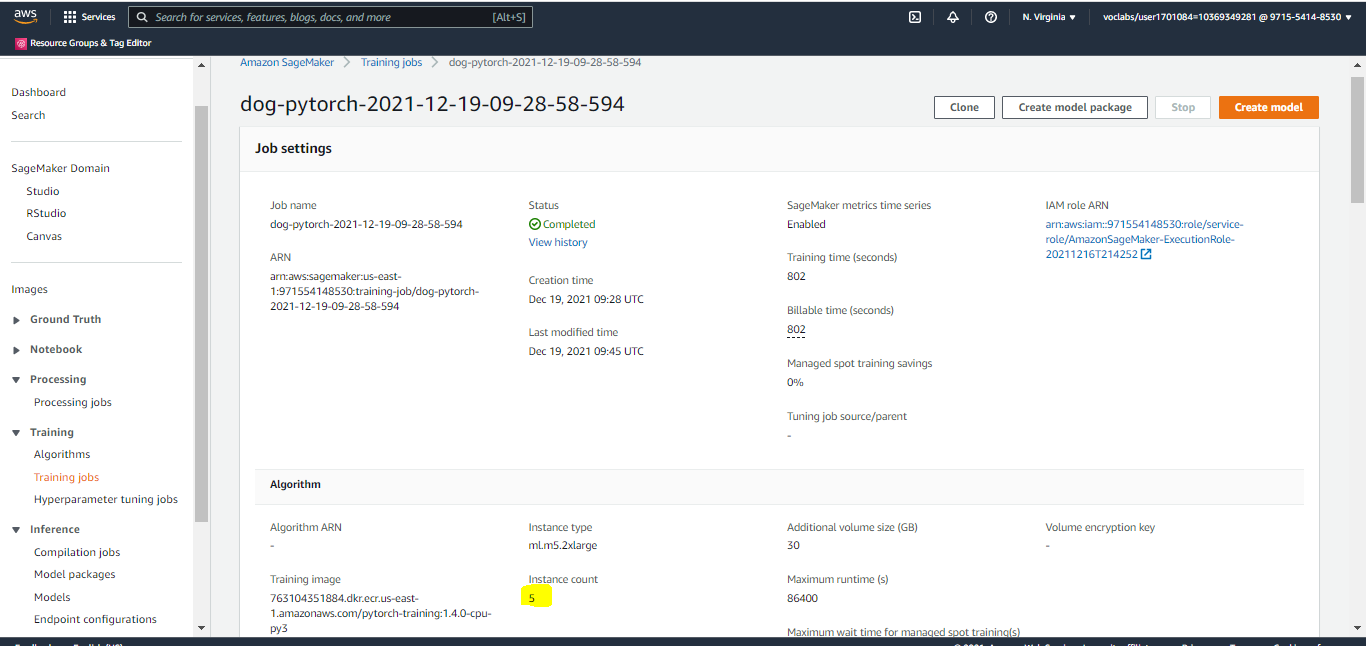 aws Services Search for services, features, blogs, docs, and more [Alt+S] N. Virginia voclabs/user1701084=10369349281 @ 9715-5414-8530
Resource Groups & Tag Editor
Dashboard
Search
SageMaker Domain
Studio
RStudio
Canvas
Images
Ground Truth
Notebook
Processing
Processing jobs
Training
Algorithms
Training jobs
Hyperparameter tuning jobs
Inference
Compilation jobs
Model packages
Models
Endpoint configurations
Amazon SageMaker Training jobs dog-pytorch-2021-12-19-09-28-58-594
dog-pytorch-2021-12-19-09-28-58-594
Clone Create model package Stop Create model
Job settings
Job name
dog-pytorch-2021-12-19-09-28-58-594
ARN
arn:aws:sagemaker:us-east-
1:971554148530:training-job/dog-pytorch-
2021-12-19-09-28-58-594
Status
Completed
View history
Creation time
Dec 19, 2021 09:28 UTC
Last modified time
Dec 19, 2021 09:45 UTC
SageMaker metrics time series
Enabled
Training time (seconds)
802
Billable time (seconds)
802
Managed spot training savings
0%
Tuning job source/parent
-
IAM role ARN
arn:aws:iam::971554148530:role/service-
role/AmazonSageMaker-ExecutionRole-
20211216T214252
Algorithm
Algorithm ARN
-
Training image
763104351884.dkr.ecr.us-east-
1.amazonaws.com/pytorch-training:1.4.0-cpu-
py3
Instance type
ml.m5.2xlarge
Instance count
5
Additional volume size (GB)
30
Maximum runtime (s)
86400
Maximum wait time for managed spot training(s)
Volume encryption key
-